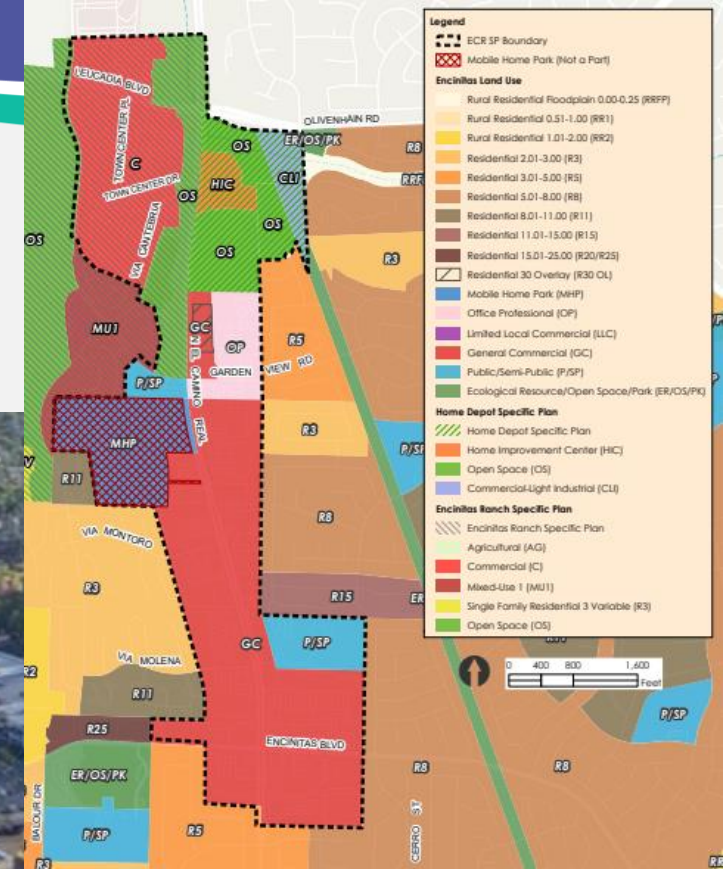 Legend
ECR SP Boundary
Mobile Home Park (Not a Part)
Encinitas Land Use
Rural Residential Floodplain 0.00-0.25 (RRFP)
Rural Residential 0.51-1.00 (RR1)
Rural Residential 1.01-2.00 (RR2)
Residential 2.01-3.00 (R3)
Residential 3.01-5.00 (R5)
Residential 5.01-8.00 (R8)
Residential 8.01-11.00 (R11)
Residential 11.01-15.00 (R15)
Residential 15.01-25.00 (R20/R25)
Residential 30 Overlay (R30 OL)
Mobile Home Park (MHP)
Office Professional (OP)
Limited Local Commercial (LLC)
General Commercial (GC)
Public/Semi-Public (P/SP)
Ecological Resource/Open Space/Park (ER/OS/PK)
Home Depot Specific Plan
Home Depot Specific Plan
Home Improvement Center (HIC)
Open Space (OS)
Commercial-Light Industrial (CLI)
Encinitas Ranch Specific Plan
Encinitas Ranch Specific Plan
Agricultural (AG)
Commercial (C)
Mixed-Use 1 (MU1)
Single Family Residential 3 Variable (R3)
Open Space (OS)
LEUCADIA BLVD
TOWN CENTER PL
C
TOWN CENTER DR
VIA CANTEBRIA
OLIVENHAIN RD
OS
ER/OS/PK
R8
HIC
CLI
OS
OS
OS
OS
R3
MU1
GC
OP
R5
N EL CAMINO REAL
GARDEN VIEW RD
P/SP
MHP
R3
P/SP
R11
R8
VIA MONTORO
R3
R15
ER
GC
P/SP
VIA MOLENA
R2
R11
0 400 800 1,600
Feet
P/SP
R25
ENCINITAS BLVD
ER/OS/PK
R8
R8
BALOUR DR
P/SP
R5
CERRO ST
R3